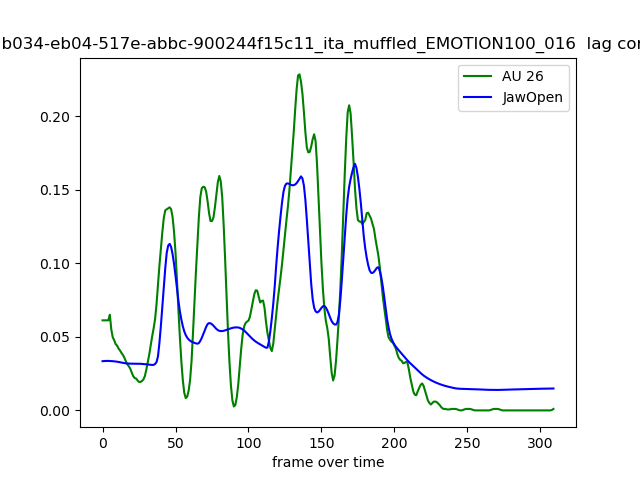 b034-eb04-517e-abbc-900244f15c11_ita_muffled_EMOTION100_016 lag cor
AU 26
JawOpen
0.20
0.15
0.10
0.05
0.00
0 50 100 150 200 250 300
frame over time